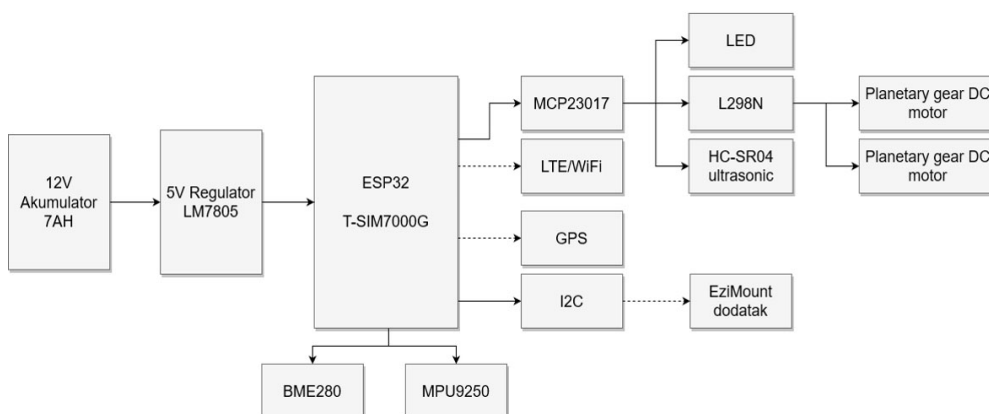 12V
Akumulator
7AH
5V Regulator
LM7805
ESP32
T-SIM7000G
MCP23017
LTE/WiFi
GPS
I2C
LED
L298N
HC-SR04
ultrasonic
EziMount
dodatak
Planetary gear DC
motor
Planetary gear DC
motor
BME280
MPU9250